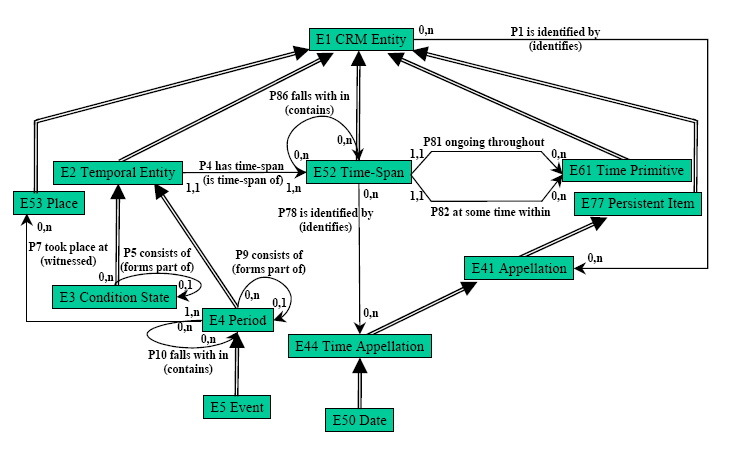 0,n
P1 is identified by
(identifies)
E1 CRM Entity
P86 falls with in
(contains)
0,n
0,n
P81 ongoing throughout
1,1
0,n
E2 Temporal Entity
P4 has time-span
(is time-span of)
1,1
1,n
E52 Time-Span
E61 Time Primitive
1,1
0,n
P82 at some time within
0,n
E53 Place
E77 Persistent Item
0,n
P78 is identified by
(identifies)
P7 took place at
(witnessed)
P5 consists of
(forms part of)
0,n
0,1
P9 consists of
(forms part of)
0,n
0,1
E41 Appellation
0,n
E3 Condition State
1,n
E4 Period
0,n
0,n
0,n
P10 falls with in
(contains)
E44 Time Appellation
E5 Event
E50 Date